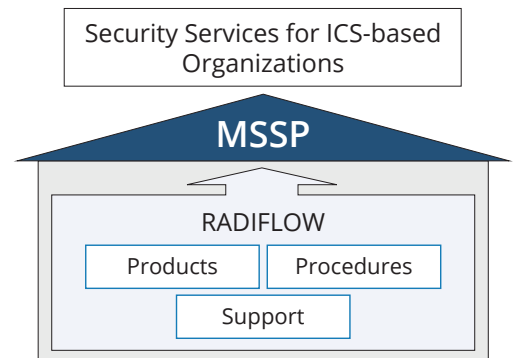 Security Services for ICS-based
Organizations
MSSP
RADIFLOW
Products
Procedures
Support